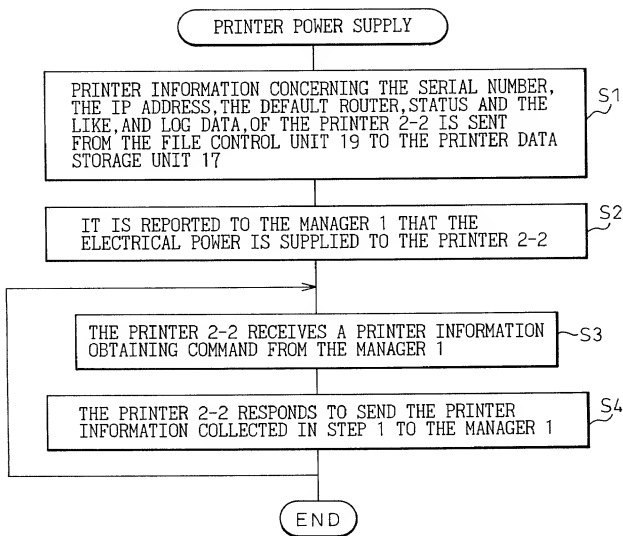 PRINTER POWER SUPPLY
PRINTER INFORMATION CONCERNING THE SERIAL NUMBER,
THE IP ADDRESS,THE DEFAULT ROUTER,STATUS AND THE
LIKE,AND LOG DATA,OF THE PRINTER 2-2 IS SENT
FROM THE FILE CONTROL UNIT 19 TO THE PRINTER DATA
STORAGE UNIT 17
S1
IT IS REPORTED TO THE MANAGER 1 THAT THE
ELECTRICAL POWER IS SUPPLIED TO THE PRINTER 2-2
S2
THE PRINTER 2-2 RECEIVES A PRINTER INFORMATION
OBTAINING COMMAND FROM THE MANAGER 1
S3
THE PRINTER 2-2 RESPONDS TO SEND THE PRINTER
INFORMATION COLLECTED IN STEP 1 TO THE MANAGER 1
S4
END